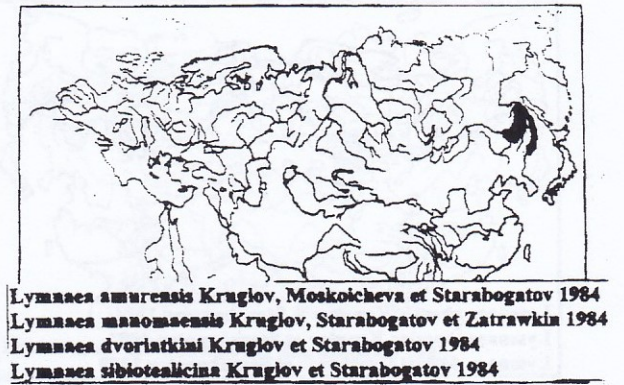 Lymnaea amurensis Kruglov, Moskoicheva et Starabogatov 1984
Lymnaea manomaensis Kruglov, Starabogatov et Zatrawkin 1984
Lymnaea dvoriatkini Kruglov et Starabogatov 1984
Lymnaea sibiotealicina Kruglov et Starabogatov 1984